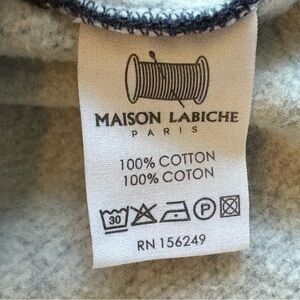 MAISON LABICHE
PARIS
100% COTTON
100% COTON
30 P
RN 156249